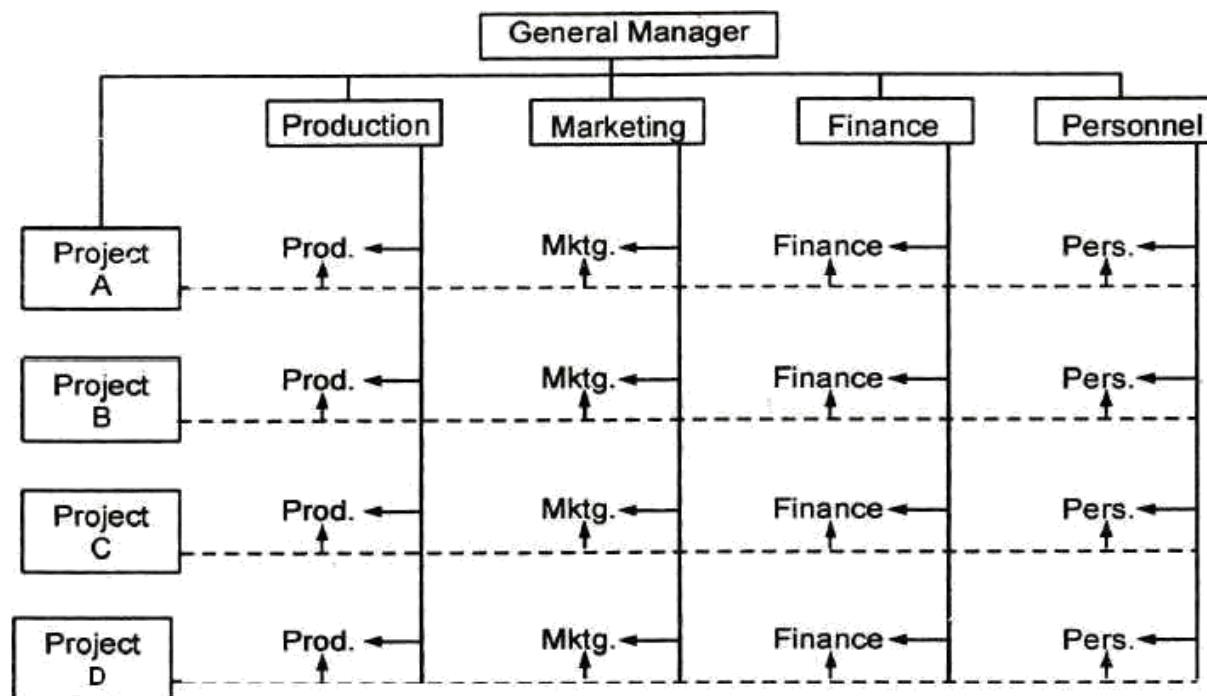 General Manager
Production Marketing Finance Personnel
Project
A
Prod. Mktg. Finance Pers.
Project
B
Prod. Mktg. Finance Pers.
Project
C
Prod. Mktg. Finance Pers.
Project
D
Prod. Mktg. Finance Pers.